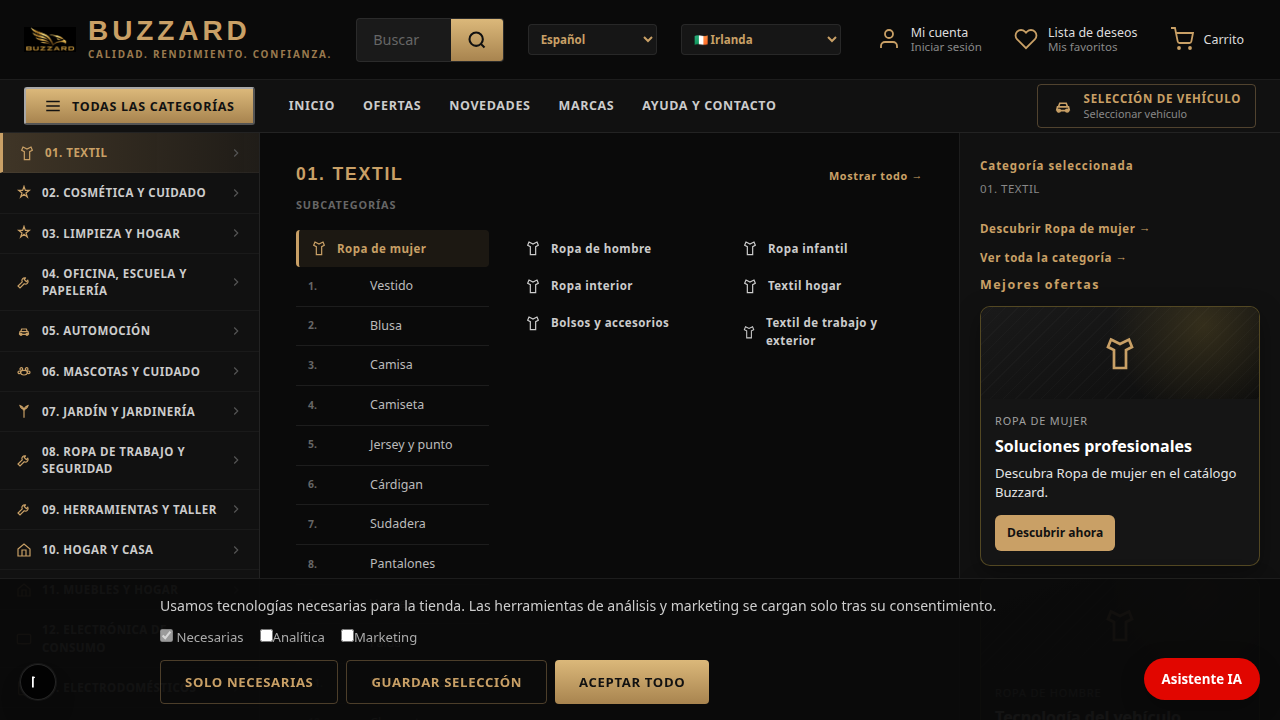 BUZZARD
BUZZARD
CALIDAD. RENDIMIENTO. CONFIANZA.
Buscar
Español
Irlanda
Mi cuenta
Iniciar sesión
Lista de deseos
Mis favoritos
Carrito
TODAS LAS CATEGORÍAS
INICIO
OFERTAS
NOVEDADES
MARCAS
AYUDA Y CONTACTO
SELECCIÓN DE VEHÍCULO
Seleccionar vehículo
01. TEXTIL
02. COSMÉTICA Y CUIDADO
03. LIMPIEZA Y HOGAR
04. OFICINA, ESCUELA Y
PAPELERÍA
05. AUTOMOCIÓN
06. MASCOTAS Y CUIDADO
07. JARDÍN Y JARDINERÍA
08. ROPA DE TRABAJO Y
SEGURIDAD
09. HERRAMIENTAS Y TALLER
10. HOGAR Y CASA
11. MUEBLES Y HOGAR
12. ELECTRÓNICA DE
CONSUMO
ELECTRODOMÉSTICOS
01. TEXTIL
Mostrar todo →
SUBCATEGORÍAS
Ropa de mujer
1. Vestido
2. Blusa
3. Camisa
4. Camiseta
5. Jersey y punto
6. Cárdigan
7. Sudadera
8. Pantalones
Ropa de hombre
Ropa infantil
Ropa interior
Textil hogar
Bolsos y accesorios
Textil de trabajo y
exterior
Categoría seleccionada
01. TEXTIL
Descubrir Ropa de mujer →
Ver toda la categoría →
Mejores ofertas
ROPA DE MUJER
Soluciones profesionales
Descubra Ropa de mujer en el catálogo
Buzzard.
Descubrir ahora
ROPA DE HOMBRE
Tecnología del vehículo
Usamos tecnologías necesarias para la tienda. Las herramientas de análisis y marketing se cargan solo tras su consentimiento.
Necesarias
Analítica
Marketing
SOLO NECESARIAS
GUARDAR SELECCIÓN
ACEPTAR TODO
Asistente IA